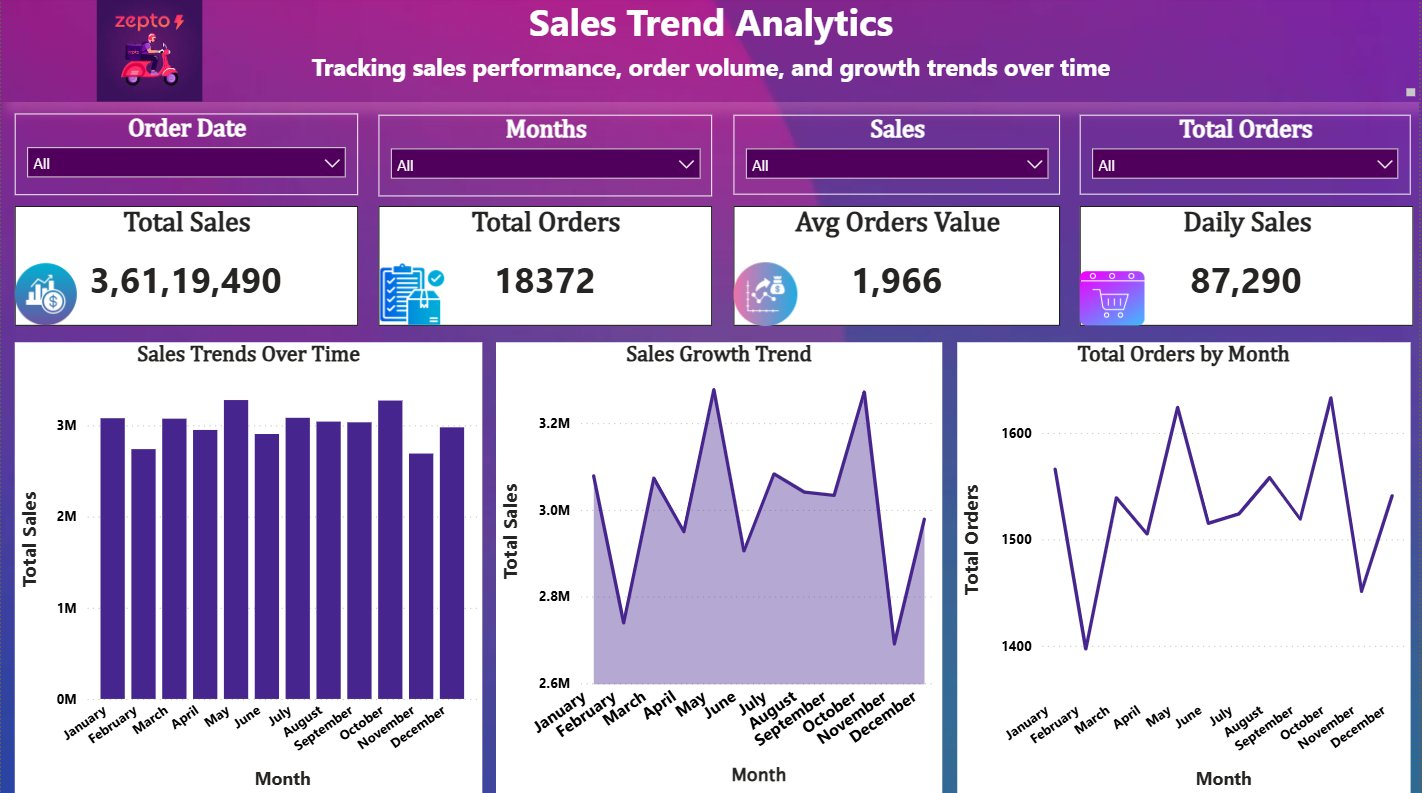 zepto
Sales Trend Analytics
Tracking sales performance, order volume, and growth trends over time
Order Date
All
Months
All
Sales
All
Total Orders
All
Total Sales
3,61,19,490
Total Orders
18372
Avg Orders Value
1,966
Daily Sales
87,290
Sales Trends Over Time
Total Sales
3M
2M
1M
0M
January
February
March
April
May
June
July
August
September
October
November
December
Month
Sales Growth Trend
Total Sales
3.2M
3.0M
2.8M
2.6M
January
February
March
April
May
June
July
August
September
October
November
December
Month
Total Orders by Month
Total Orders
1600
1500
1400
January
February
March
April
May
June
July
August
September
October
November
December
Month